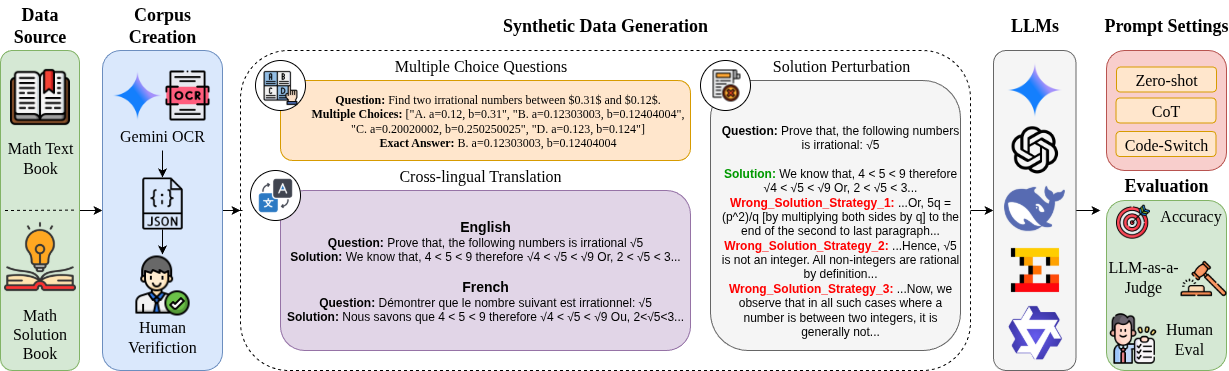 Data
Source
Math Text
Book
Math
Solution
Book
Corpus
Creation
OCR
Gemini OCR
{;}
JSON
Human
Verifiction
Synthetic Data Generation
A B
C D
Multiple Choice Questions
Question: Find two irrational numbers between $0.31$ and $0.12$.
Multiple Choices: ["A. a=0.12, b=0.31", "B. a=0.12303003, b=0.12404004",
"C. a=0.20020002, b=0.250250025", "D. a=0.123, b=0.124"]
Exact Answer: B. a=0.12303003, b=0.12404004
文 A
Cross-lingual Translation
English
Question: Prove that, the following numbers is irrational √5
Solution: We know that, 4 < 5 < 9 therefore √4 < √5 < √9 Or, 2 < √5 < 3...
French
Question: Démontrer que le nombre suivant est irrationnel: √5
Solution: Nous savons que 4 < 5 < 9 therefore √4 < √5 < √9 Ou, 2<√5<3...
Solution Perturbation
Question: Prove that, the following numbers
is irrational: √5
Solution: We know that, 4 < 5 < 9 therefore
√4 < √5 < √9 Or, 2 < √5 < 3...
Wrong_Solution_Strategy_1: ...Or, 5q =
(p^2)/q [by multiplying both sides by q] to the
end of the second to last paragraph...
Wrong_Solution_Strategy_2: ...Hence, √5
is not an integer. All non-integers are rational
by definition...
Wrong_Solution_Strategy_3: ...Now, we
observe that in all such cases where a
number is between two integers, it is
generally not...
LLMs
Prompt Settings
Zero-shot
CoT
Code-Switch
Evaluation
Accuracy
LLM-as-a-
Judge
Human
Eval